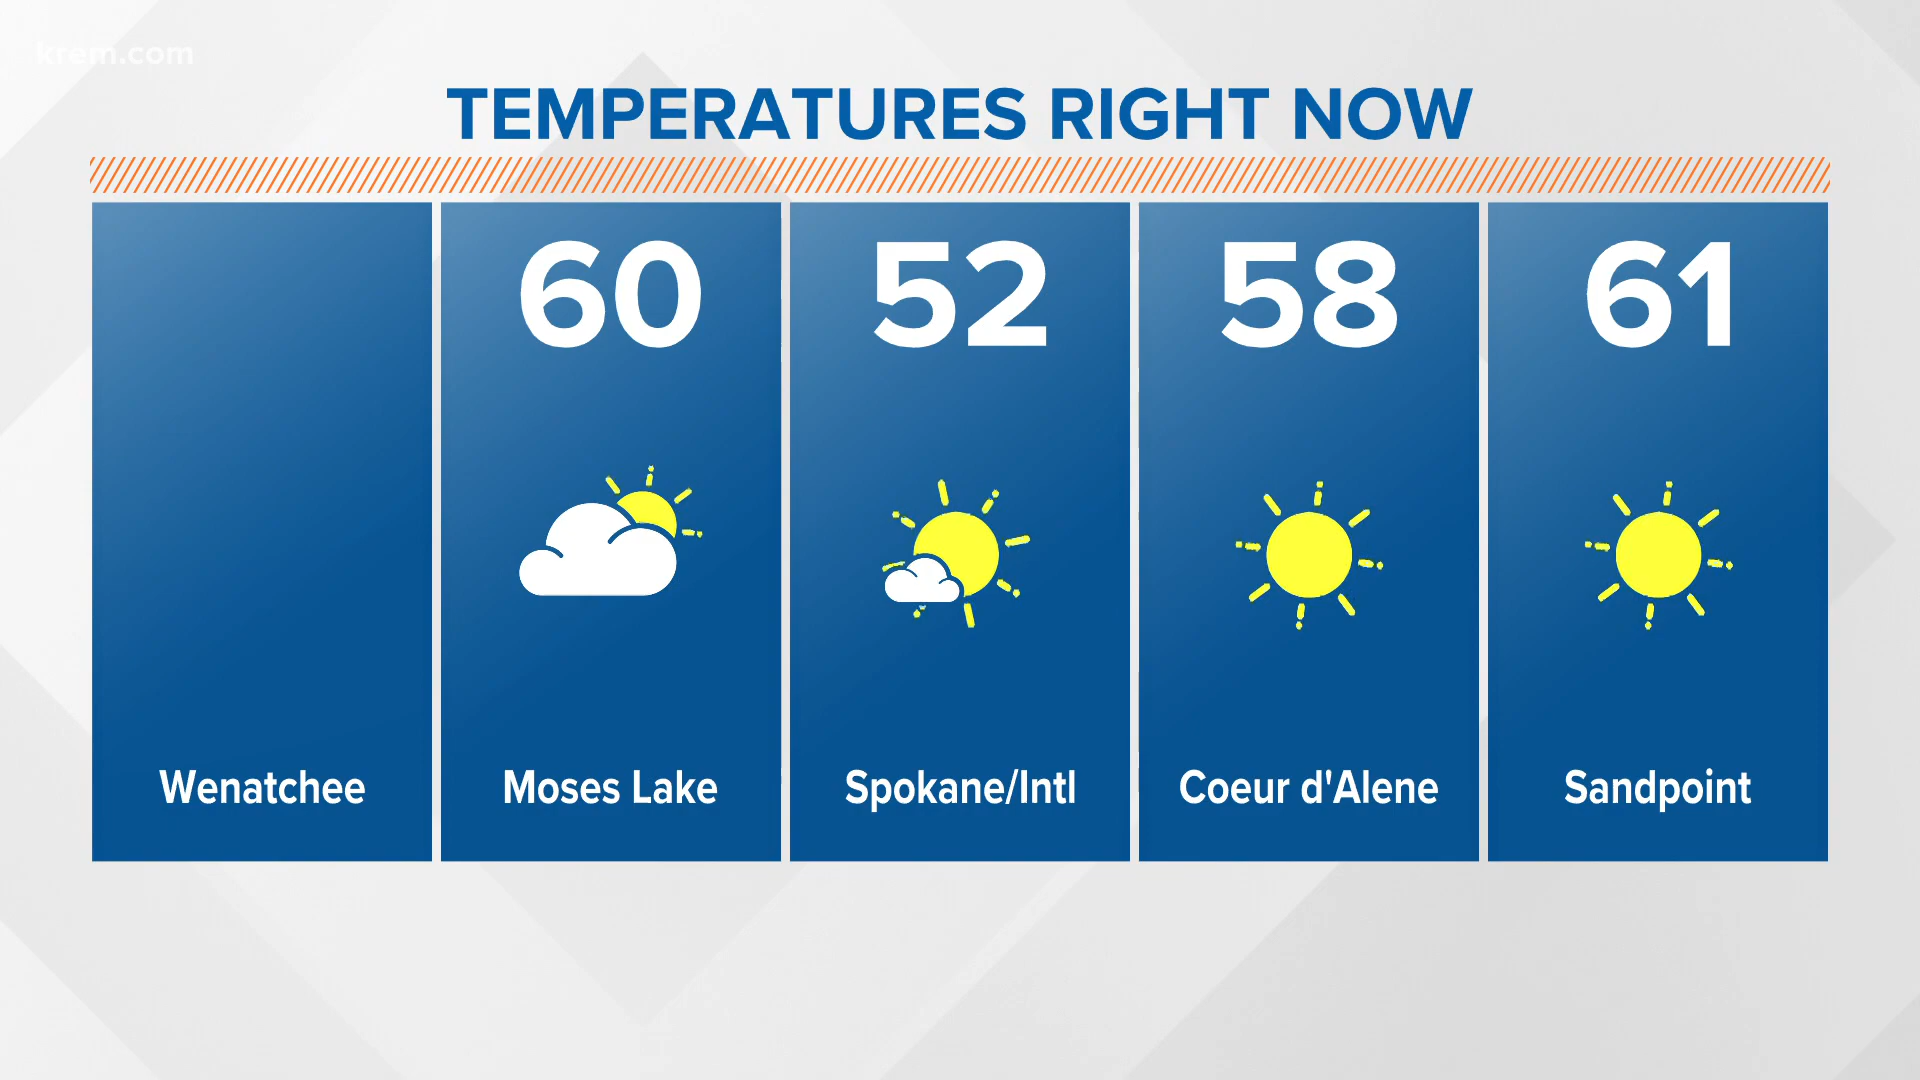 krem.com
TEMPERATURES RIGHT NOW
60 52 58 61
Wenatchee Moses Lake Spokane/Intl Coeur d'Alene Sandpoint